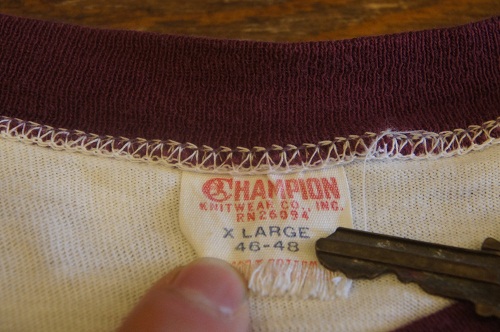 CHAMPION
KNITWEAR CO., INC.
RN26094
X LARGE
46-48